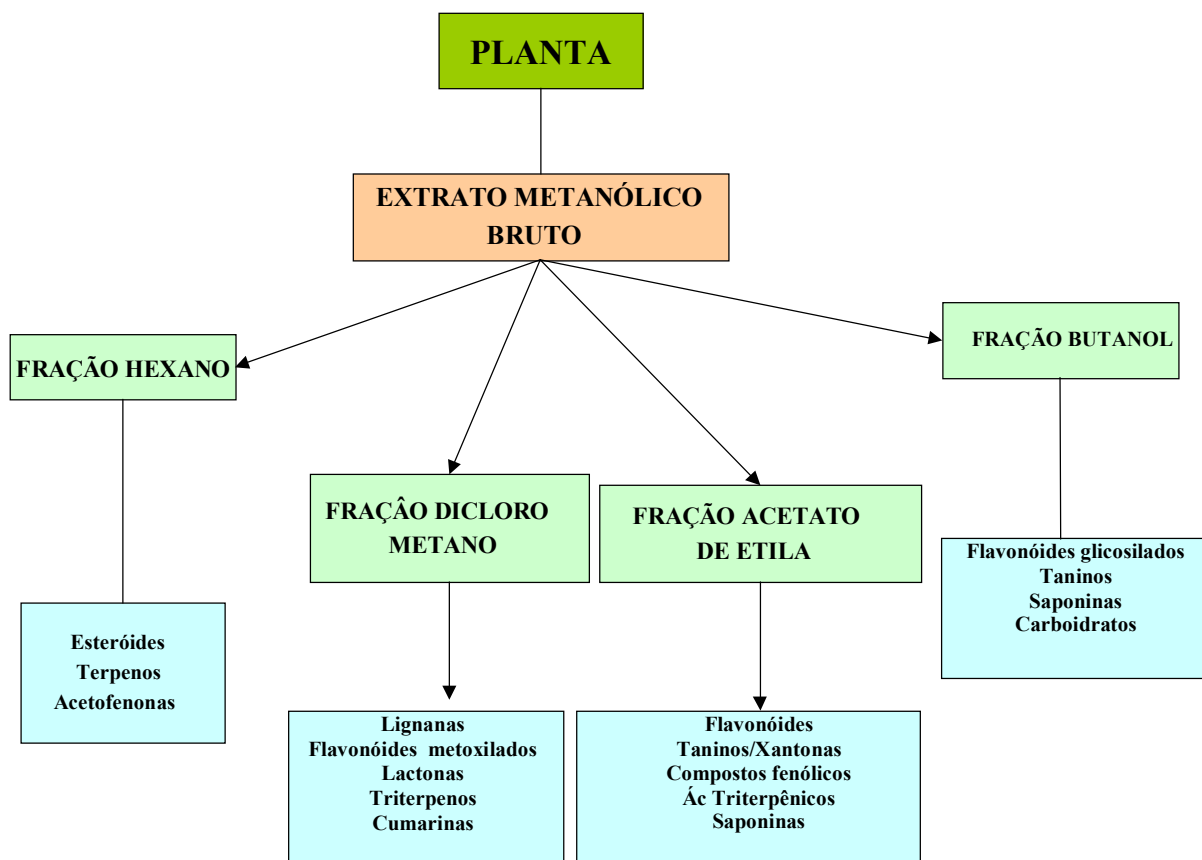 PLANTA
EXTRATO METANÓLICO
BRUTO
FRAÇÃO HEXANO
FRAÇÃO BUTANOL
FRAÇÂO DICLORO
METANO
FRAÇÃO ACETATO
DE ETILA
Esteróides
Terpenos
Acetofenonas
Lignanas
Flavonóides metoxilados
Lactonas
Triterpenos
Cumarinas
Flavonóides
Taninos/Xantonas
Compostos fenólicos
Ác Triterpênicos
Saponinas
Flavonóides glicosilados
Taninos
Saponinas
Carboidratos